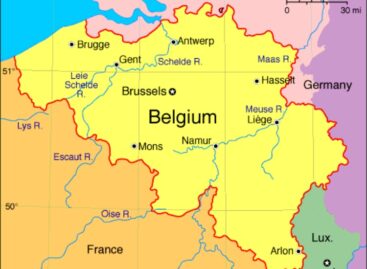 0
30 mi
Brugge
Antwerp
Maas R.
Gent
Schelde R.
51°
Leie
Schelde
R.
Hasselt
Germany
Brussels
Meuse R.
Belgium
Liège
Lys R.
Namur
Mons
Escaut R.
50°
Oise R.
Lux.
France
Arlon